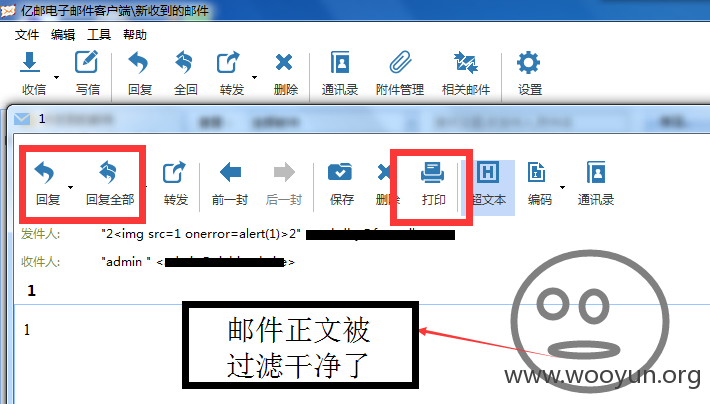 亿邮电子邮件客户端\新收到的邮件
文件 编辑 工具 帮助
收信 写信 回复 全回 转发 删除 通讯录 附件管理 相关邮件 设置
1
回复 回复全部 转发 前一封 后一封 保存 删除 打印 超文本 编码 通讯录
发件人: "2<img src=1 onerror=alert(1)>2"
收件人: "admin " < >
1
1
邮件正文被
过滤干净了
www.wooyun.org